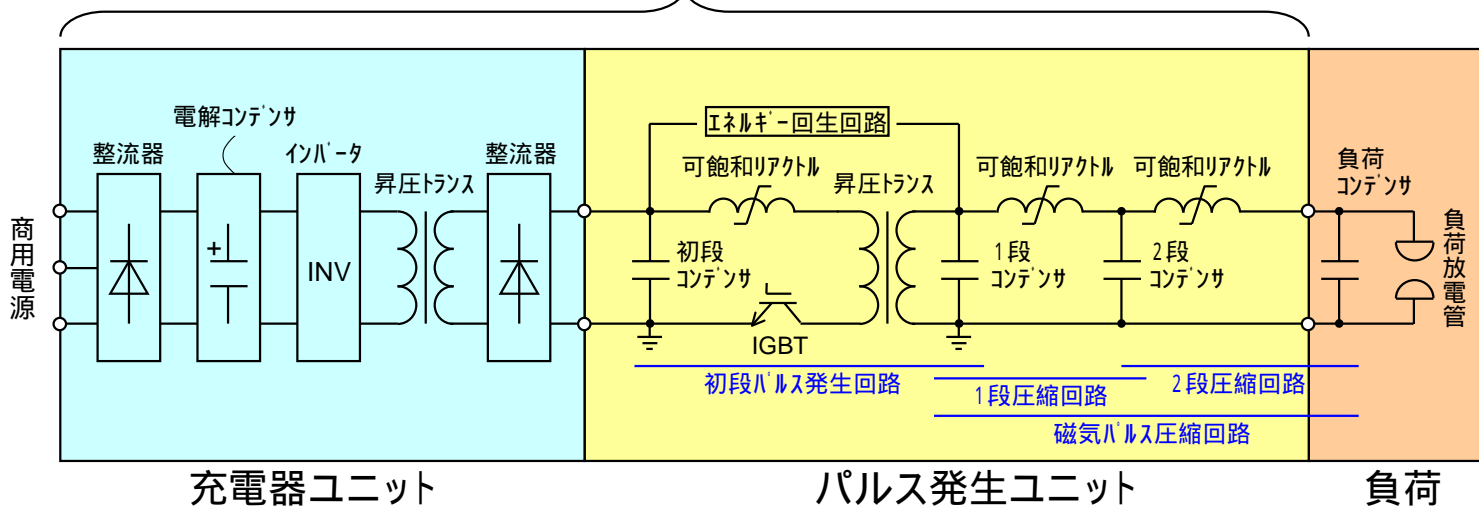 電解ｺﾝﾃﾞﾝｻ
整流器
ｲﾝﾊﾞｰﾀ
昇圧ﾄﾗﾝｽ
整流器
商用電源
+
INV
ｴﾈﾙｷﾞｰ回生回路
可飽和ﾘｱｸﾄﾙ
昇圧ﾄﾗﾝｽ
可飽和ﾘｱｸﾄﾙ
可飽和ﾘｱｸﾄﾙ
初段
ｺﾝﾃﾞﾝｻ
1段
ｺﾝﾃﾞﾝｻ
2段
ｺﾝﾃﾞﾝｻ
IGBT
初段ﾊﾟﾙｽ発生回路
1段圧縮回路
2段圧縮回路
磁気ﾊﾟﾙｽ圧縮回路
負荷
ｺﾝﾃﾞﾝｻ
負荷放電管
充電器ユニット
パルス発生ユニット
負荷